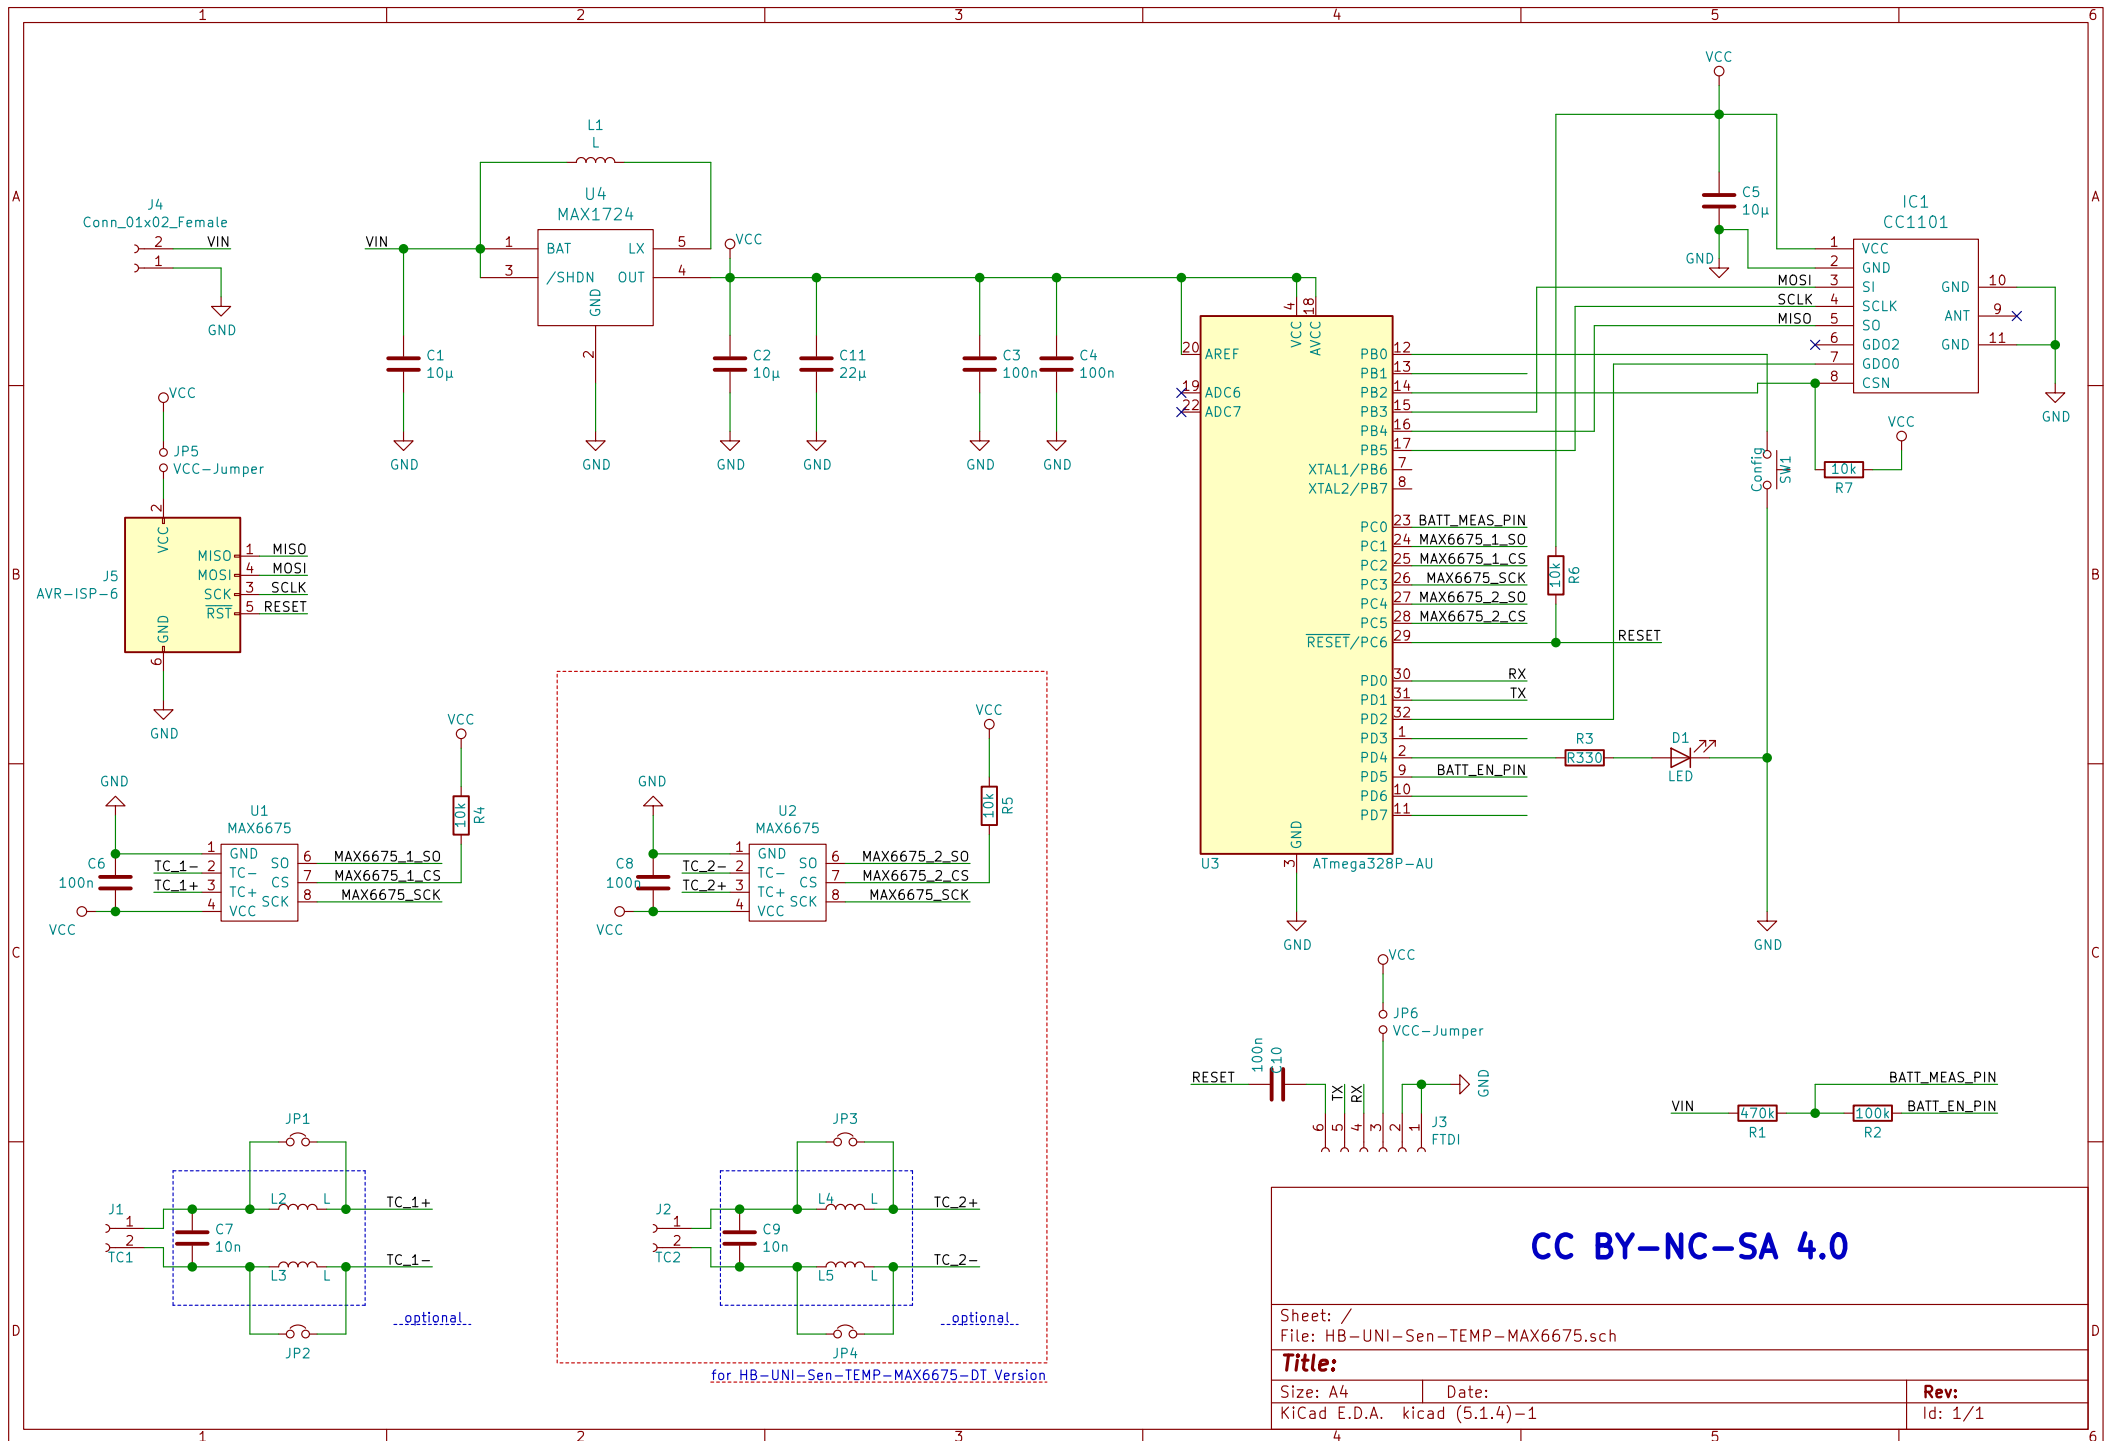 1 2 3 4 5 6
A
B
C
D
A
B
C
D
1 2 3 4 5 6
J4
Conn_01x02_Female
2 VIN
1
GND
VCC
JP5
VCC-Jumper
2
VCC
MISO 1 MISO
MOSI 4 MOSI
SCK 3 SCLK
RST 5 RESET
GND
6
J5
AVR-ISP-6
GND
L1
L
U4
MAX1724
VIN
1 BAT
3 /SHDN
LX 5
OUT 4
GND
2
VCC
C1
10µ
GND
GND
C2
10µ
GND
C11
22µ
GND
C3
100n
GND
C4
100n
GND
4 VCC
18 AVCC
20 AREF
19 ADC6
22 ADC7
PB0 12
PB1 13
PB2 14
PB3 15
PB4 16
PB5 17
XTAL1/PB6 7
XTAL2/PB7 8
PC0 23 BATT_MEAS_PIN
PC1 24 MAX6675_1_SO
PC2 25 MAX6675_1_CS
PC3 26 MAX6675_SCK
PC4 27 MAX6675_2_SO
PC5 28 MAX6675_2_CS
RESET/PC6 29 RESET
PD0 30 RX
PD1 31 TX
PD2 32
PD3 1
PD4 2
PD5 9 BATT_EN_PIN
PD6 10
PD7 11
GND
3
U3
ATmega328P-AU
GND
VCC
C5
10µ
GND
IC1
CC1101
1 VCC
2 GND
MOSI 3 SI
SCLK 4 SCLK
MISO 5 SO
6 GDO2
7 GDO0
8 CSN
GND 10
ANT 9
GND 11
GND
VCC
10k
R7
Config
SW1
10k
R6
R3
R330
D1
LED
GND
GND
U1
MAX6675
C6
100n
VCC
1 GND
TC_1- 2 TC-
TC_1+ 3 TC+
4 VCC
SO 6 MAX6675_1_SO
CS 7 MAX6675_1_CS
SCK 8 MAX6675_SCK
VCC
10k
R4
GND
U2
MAX6675
C8
100n
VCC
1 GND
TC_2- 2 TC-
TC_2+ 3 TC+
4 VCC
SO 6 MAX6675_2_SO
CS 7 MAX6675_2_CS
SCK 8 MAX6675_SCK
VCC
10k
R5
JP1
J1
1
2
TC1
C7
10n
L2 L
TC_1+
L3 L
TC_1-
JP2
optional
JP3
J2
1
2
TC2
C9
10n
L4 L
TC_2+
L5 L
TC_2-
JP4
optional
for HB-UNI-Sen-TEMP-MAX6675-DT Version
VCC
JP6
VCC-Jumper
RESET
100n
C10
TX
RX
GND
6 5 4 3 2 1
J3
FTDI
VIN
470k
R1
BATT_MEAS_PIN
100k
R2
BATT_EN_PIN
CC BY-NC-SA 4.0
Sheet: /
File: HB-UNI-Sen-TEMP-MAX6675.sch
Title:
Size: A4 Date: Rev:
KiCad E.D.A. kicad (5.1.4)-1 Id: 1/1